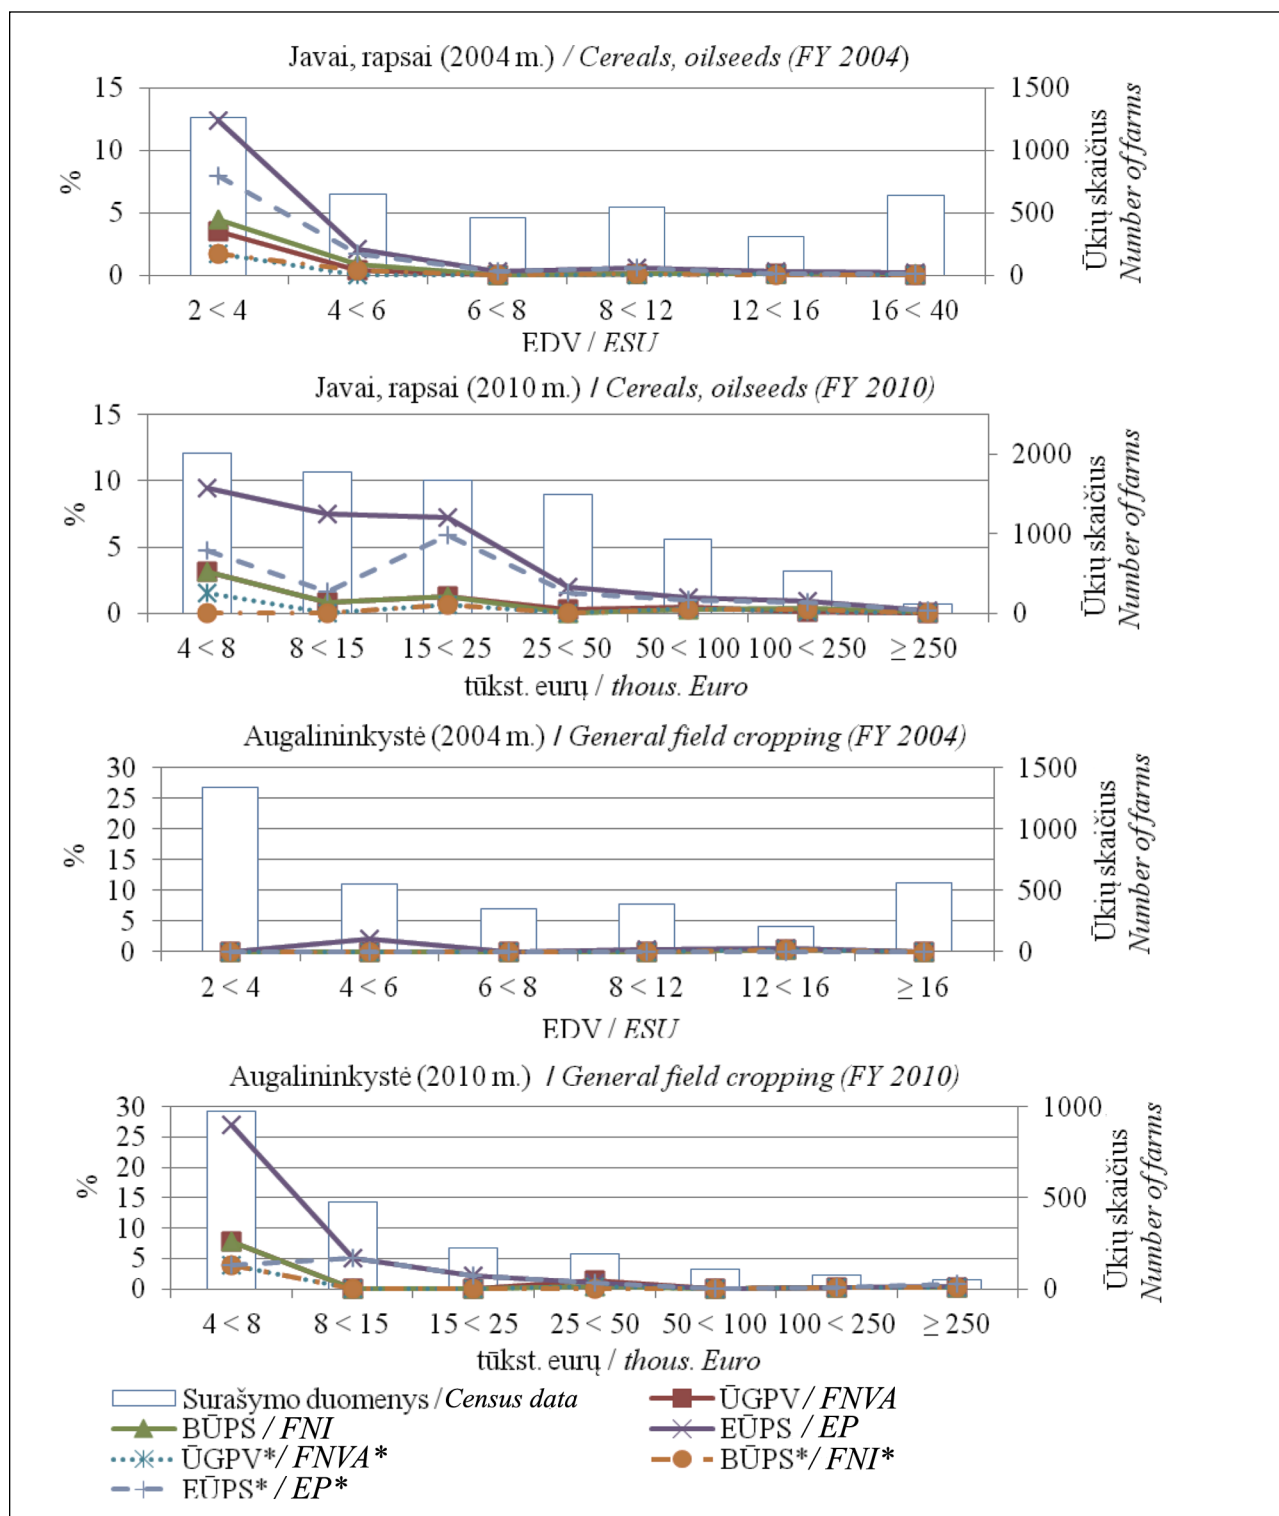 Javai, rapsai (2004 m.) / Cereals, oilseeds (FY 2004)
15 1500
10 1000
5 500
0 0
%
Ūkių skaičius
Number of farms
2 < 4 4 < 6 6 < 8 8 < 12 12 < 16 16 < 40
EDV / ESU
Javai, rapsai (2010 m.) / Cereals, oilseeds (FY 2010)
15
10
5
0
%
2000
1000
0
Ūkių skaičius
Number of farms
4 < 8 8 < 15 15 < 25 25 < 50 50 < 100 100 < 250 ≥ 250
tūkst. eurų / thous. Euro
Augalininkystė (2004 m.) / General field cropping (FY 2004)
30
25
20
15
10
5
0
%
1500
1000
500
0
Ūkių skaičius
Number of farms
2 < 4 4 < 6 6 < 8 8 < 12 12 < 16 ≥ 16
EDV / ESU
Augalininkystė (2010 m.) / General field cropping (FY 2010)
30
25
20
15
10
5
0
%
1000
500
0
Ūkių skaičius
Number of farms
4 < 8 8 < 15 15 < 25 25 < 50 50 < 100 100 < 250 ≥ 250
tūkst. eurų / thous. Euro
Surašymo duomenys / Census data ŪGPV / FNVA
BŪPS / FNI EŪPS / EP
ŪGPV* / FNVA* BŪPS* / FNI*
EŪPS* / EP*